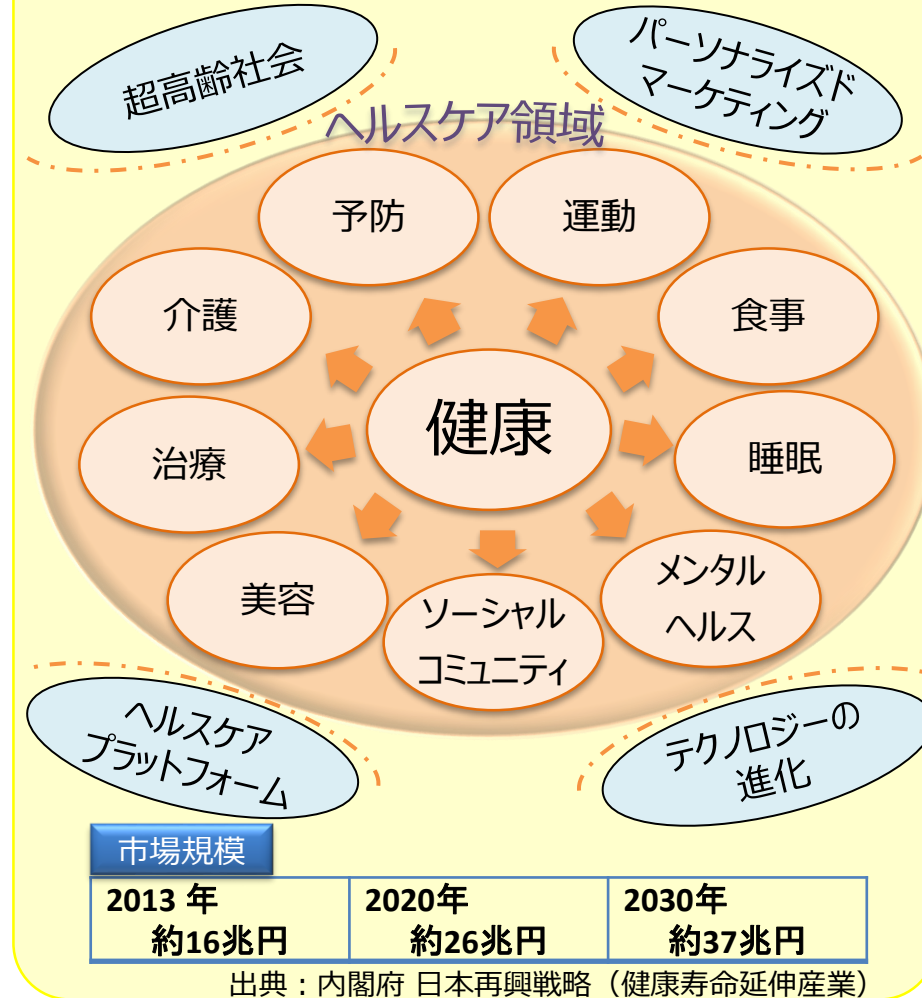 超高齢社会
パーソナライズド
マーケティング
ヘルスケア領域
予防
運動
介護
食事
健康
治療
睡眠
美容
ソーシャル
コミュニティ
メンタル
ヘルス
ヘルスケア
プラットフォーム
テクノロジーの
進化
市場規模
2013 年 2020年 2030年
約16兆円 約26兆円 約37兆円
出典：内閣府 日本再興戦略（健康寿命延伸産業）